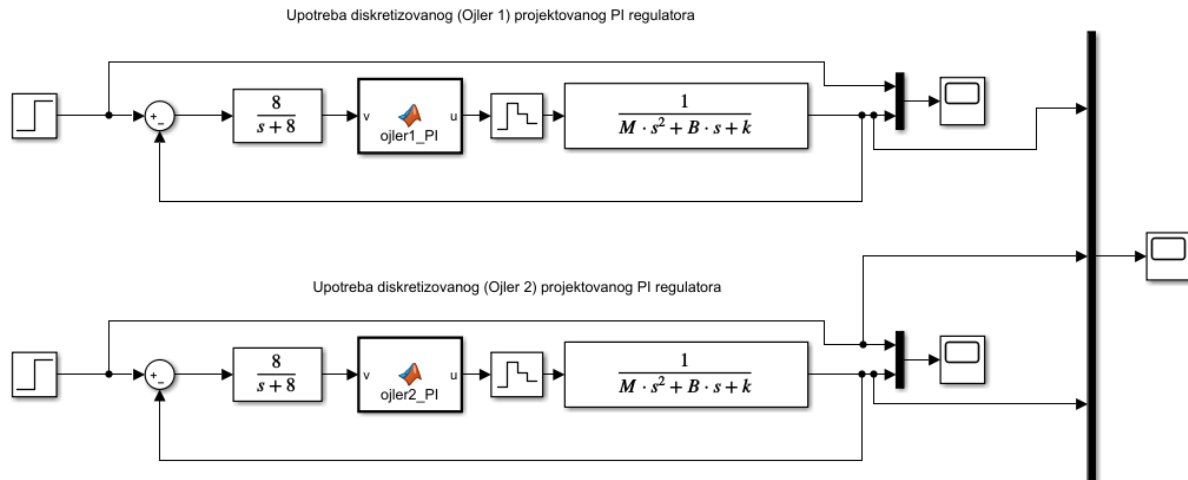 Upotreba diskretizovanog (Ojler 1) projektovanog PI regulatora
+
−
8
s + 8
v
u
ojler1_PI
1
M · s² + B · s + k
Upotreba diskretizovanog (Ojler 2) projektovanog PI regulatora
+
−
8
s + 8
v
u
ojler2_PI
1
M · s² + B · s + k